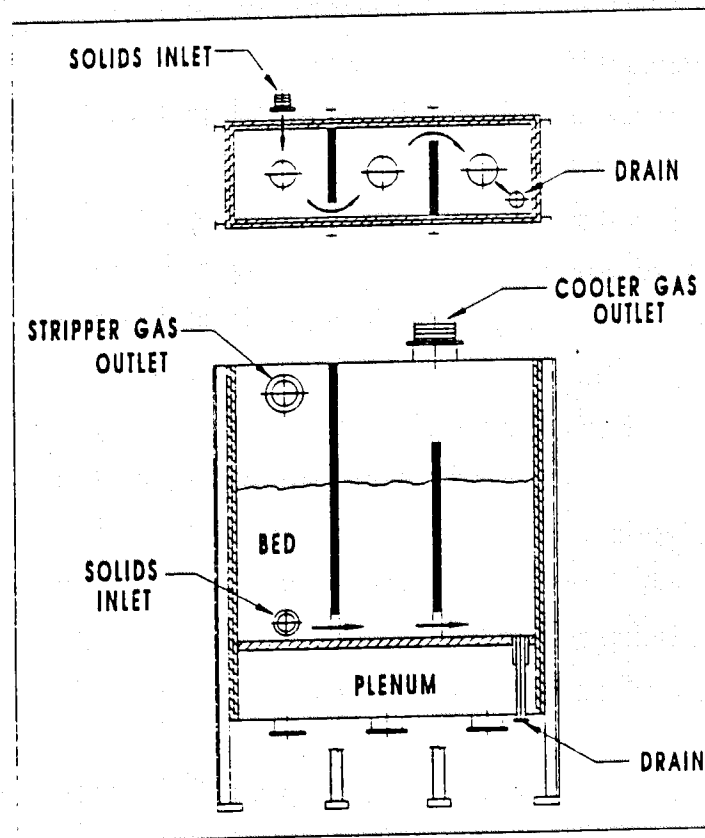 SOLIDS INLET
DRAIN
COOLER GAS
OUTLET
STRIPPER GAS
OUTLET
BED
SOLIDS
INLET
PLENUM
DRAIN